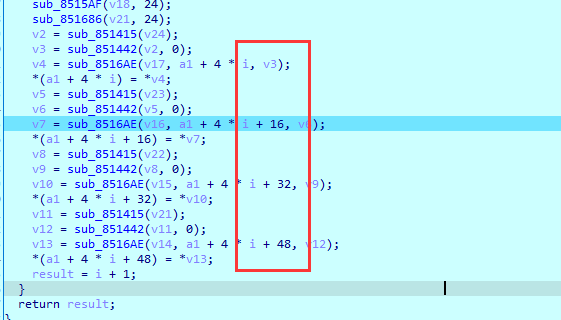 sub_8515AF(v18, 24);
sub_851686(v21, 24);
v2 = sub_851415(v24);
v3 = sub_851442(v2, 0);
v4 = sub_8516AE(v17, a1 + 4 * i, v3);
*(a1 + 4 * i) = *v4;
v5 = sub_851415(v23);
v6 = sub_851442(v5, 0);
v7 = sub_8516AE(v16, a1 + 4 * i + 16, v6);
*(a1 + 4 * i + 16) = *v7;
v8 = sub_851415(v22);
v9 = sub_851442(v8, 0);
v10 = sub_8516AE(v15, a1 + 4 * i + 32, v9);
*(a1 + 4 * i + 32) = *v10;
v11 = sub_851415(v21);
v12 = sub_851442(v11, 0);
v13 = sub_8516AE(v14, a1 + 4 * i + 48, v12);
*(a1 + 4 * i + 48) = *v13;
result = i + 1;
}
return result;
}